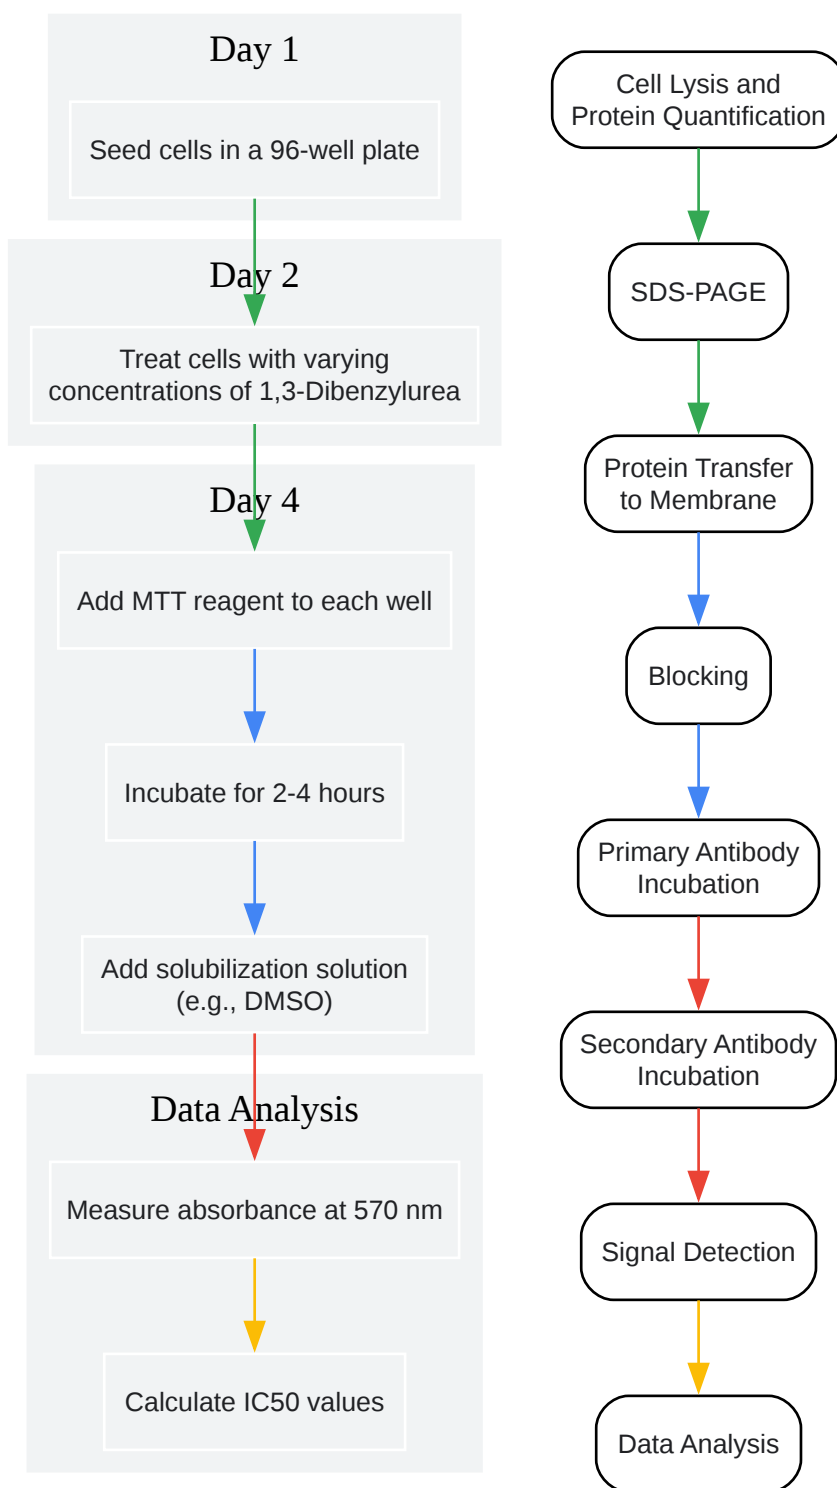 Day 1
Seed cells in a 96-well plate
Day 2
Treat cells with varying
concentrations of 1,3-Dibenzylurea
Day 4
Add MTT reagent to each well
Incubate for 2-4 hours
Add solubilization solution
(e.g., DMSO)
Data Analysis
Measure absorbance at 570 nm
Calculate IC50 values
Cell Lysis and
Protein Quantification
SDS-PAGE
Protein Transfer
to Membrane
Blocking
Primary Antibody
Incubation
Secondary Antibody
Incubation
Signal Detection
Data Analysis